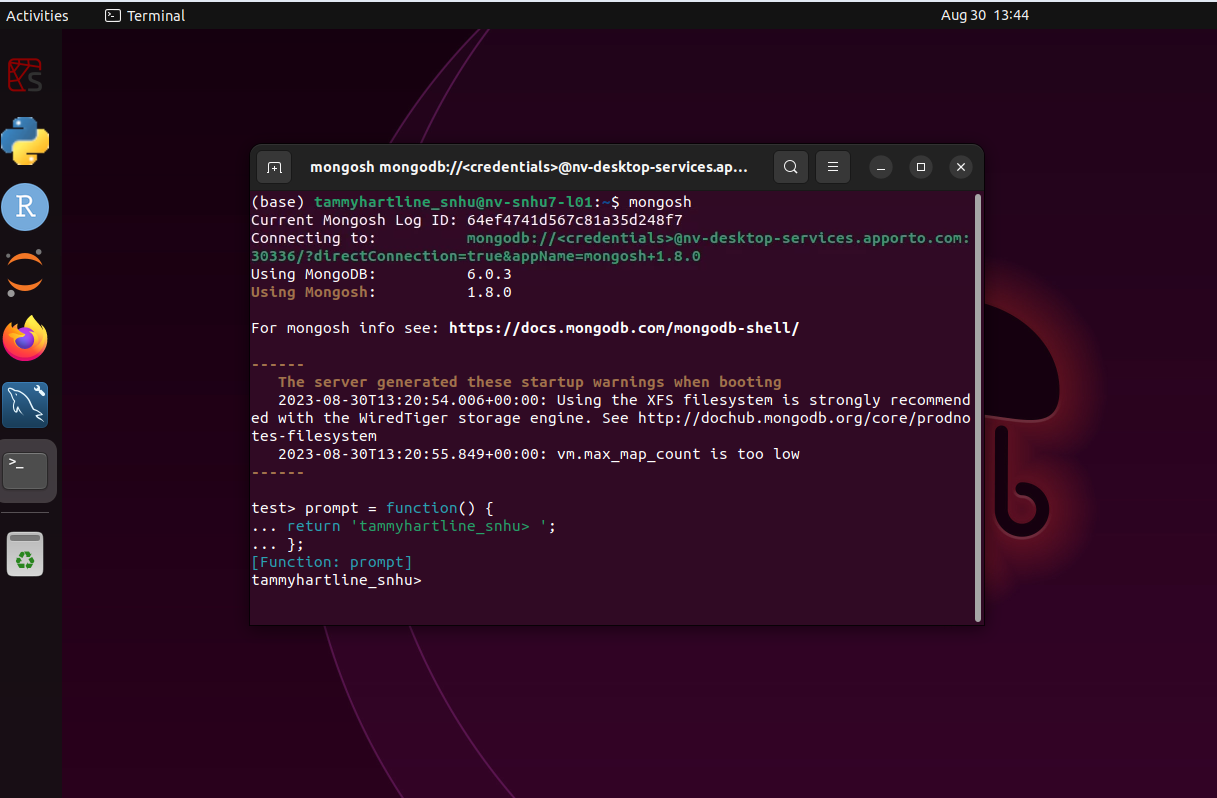 Activities
Terminal
Aug 30 13:44
S
R
>_
mongosh mongodb://<credentials>@nv-desktop-services.ap...
(base) tammyhartline_snhu@nv-snhu7-l01:~$ mongosh
Current Mongosh Log ID: 64ef4741d567c81a35d248f7
Connecting to:          mongodb://<credentials>@nv-desktop-services.apporto.com:
30336/?directConnection=true&appName=mongosh+1.8.0
Using MongoDB:          6.0.3
Using Mongosh:          1.8.0
For mongosh info see: https://docs.mongodb.com/mongodb-shell/
------
   The server generated these startup warnings when booting
   2023-08-30T13:20:54.006+00:00: Using the XFS filesystem is strongly recommend
ed with the WiredTiger storage engine. See http://dochub.mongodb.org/core/prodno
tes-filesystem
   2023-08-30T13:20:55.849+00:00: vm.max_map_count is too low
------
test> prompt = function() {
... return 'tammyhartline_snhu> ';
... };
[Function: prompt]
tammyhartline_snhu>